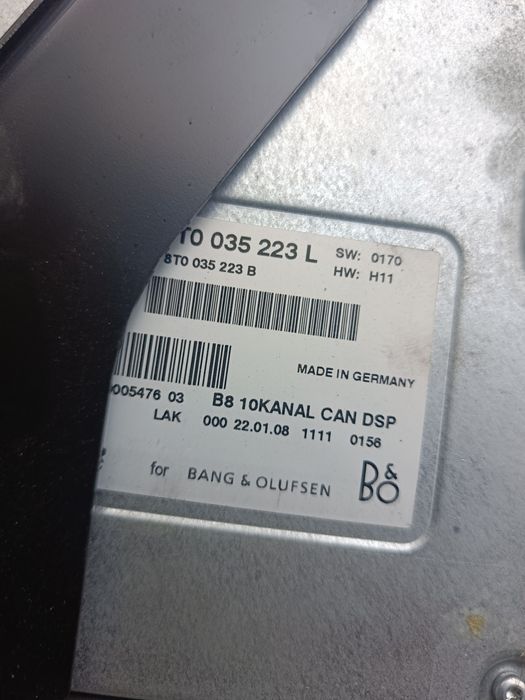 T0 035 223 L SW: 0170
8T0 035 223 B HW: H11
MADE IN GERMANY
005476 03 B8 10KANAL CAN DSP
LAK 000 22.01.08 1111 0156
for BANG & OLUFSEN B&O